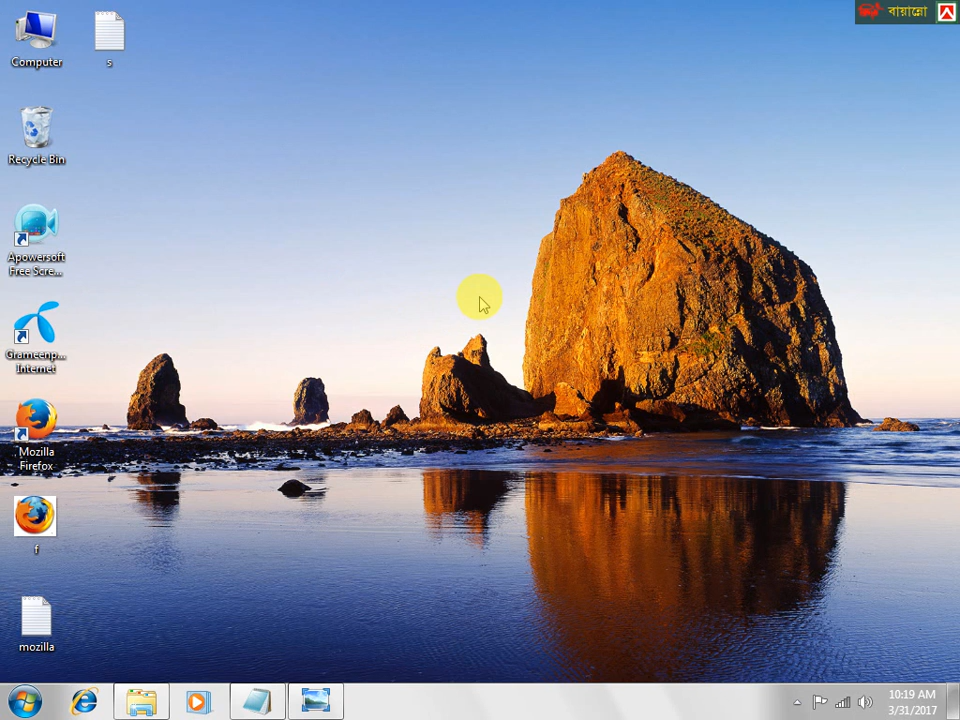 Computer
s
বায়ান্নো
Recycle Bin
Apowersoft
Free Scre...
Grameenp...
Internet
Mozilla
Firefox
f
mozilla
10:19 AM
3/31/2017